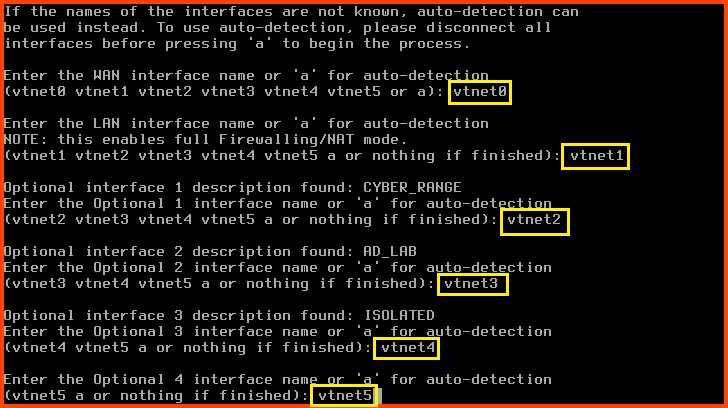 If the names of the interfaces are not known, auto-detection can
be used instead. To use auto-detection, please disconnect all
interfaces before pressing 'a' to begin the process.
Enter the WAN interface name or 'a' for auto-detection
(vtnet0 vtnet1 vtnet2 vtnet3 vtnet4 vtnet5 or a): vtnet0
Enter the LAN interface name or 'a' for auto-detection
NOTE: this enables full Firewalling/NAT mode.
(vtnet1 vtnet2 vtnet3 vtnet4 vtnet5 a or nothing if finished): vtnet1
Optional interface 1 description found: CYBER_RANGE
Enter the Optional 1 interface name or 'a' for auto-detection
(vtnet2 vtnet3 vtnet4 vtnet5 a or nothing if finished): vtnet2
Optional interface 2 description found: AD_LAB
Enter the Optional 2 interface name or 'a' for auto-detection
(vtnet3 vtnet4 vtnet5 a or nothing if finished): vtnet3
Optional interface 3 description found: ISOLATED
Enter the Optional 3 interface name or 'a' for auto-detection
(vtnet4 vtnet5 a or nothing if finished): vtnet4
Enter the Optional 4 interface name or 'a' for auto-detection
(vtnet5 a or nothing if finished): vtnet5